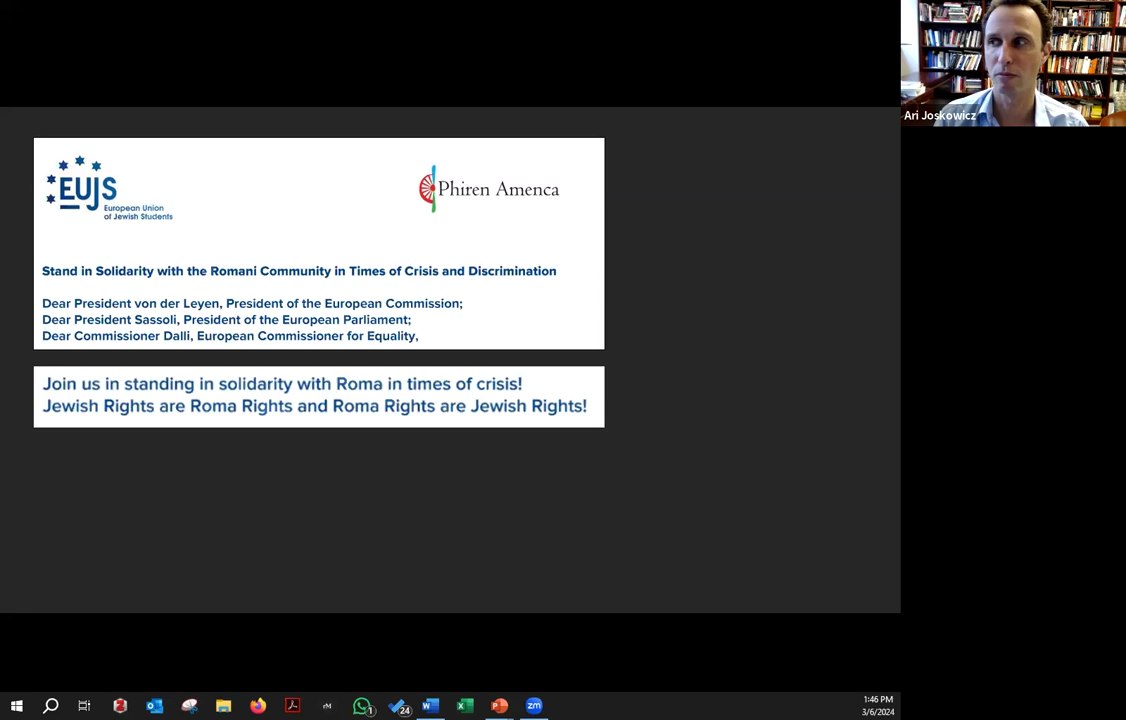 Ari Joskowicz
EUJS
European Union
of Jewish Students
Phiren Amenca
Stand in Solidarity with the Romani Community in Times of Crisis and Discrimination
Dear President von der Leyen, President of the European Commission;
Dear President Sassoli, President of the European Parliament;
Dear Commissioner Dalli, European Commissioner for Equality,
Join us in standing in solidarity with Roma in times of crisis!
Jewish Rights are Roma Rights and Roma Rights are Jewish Rights!
rM
1
24
zm
1:46 PM
3/6/2024